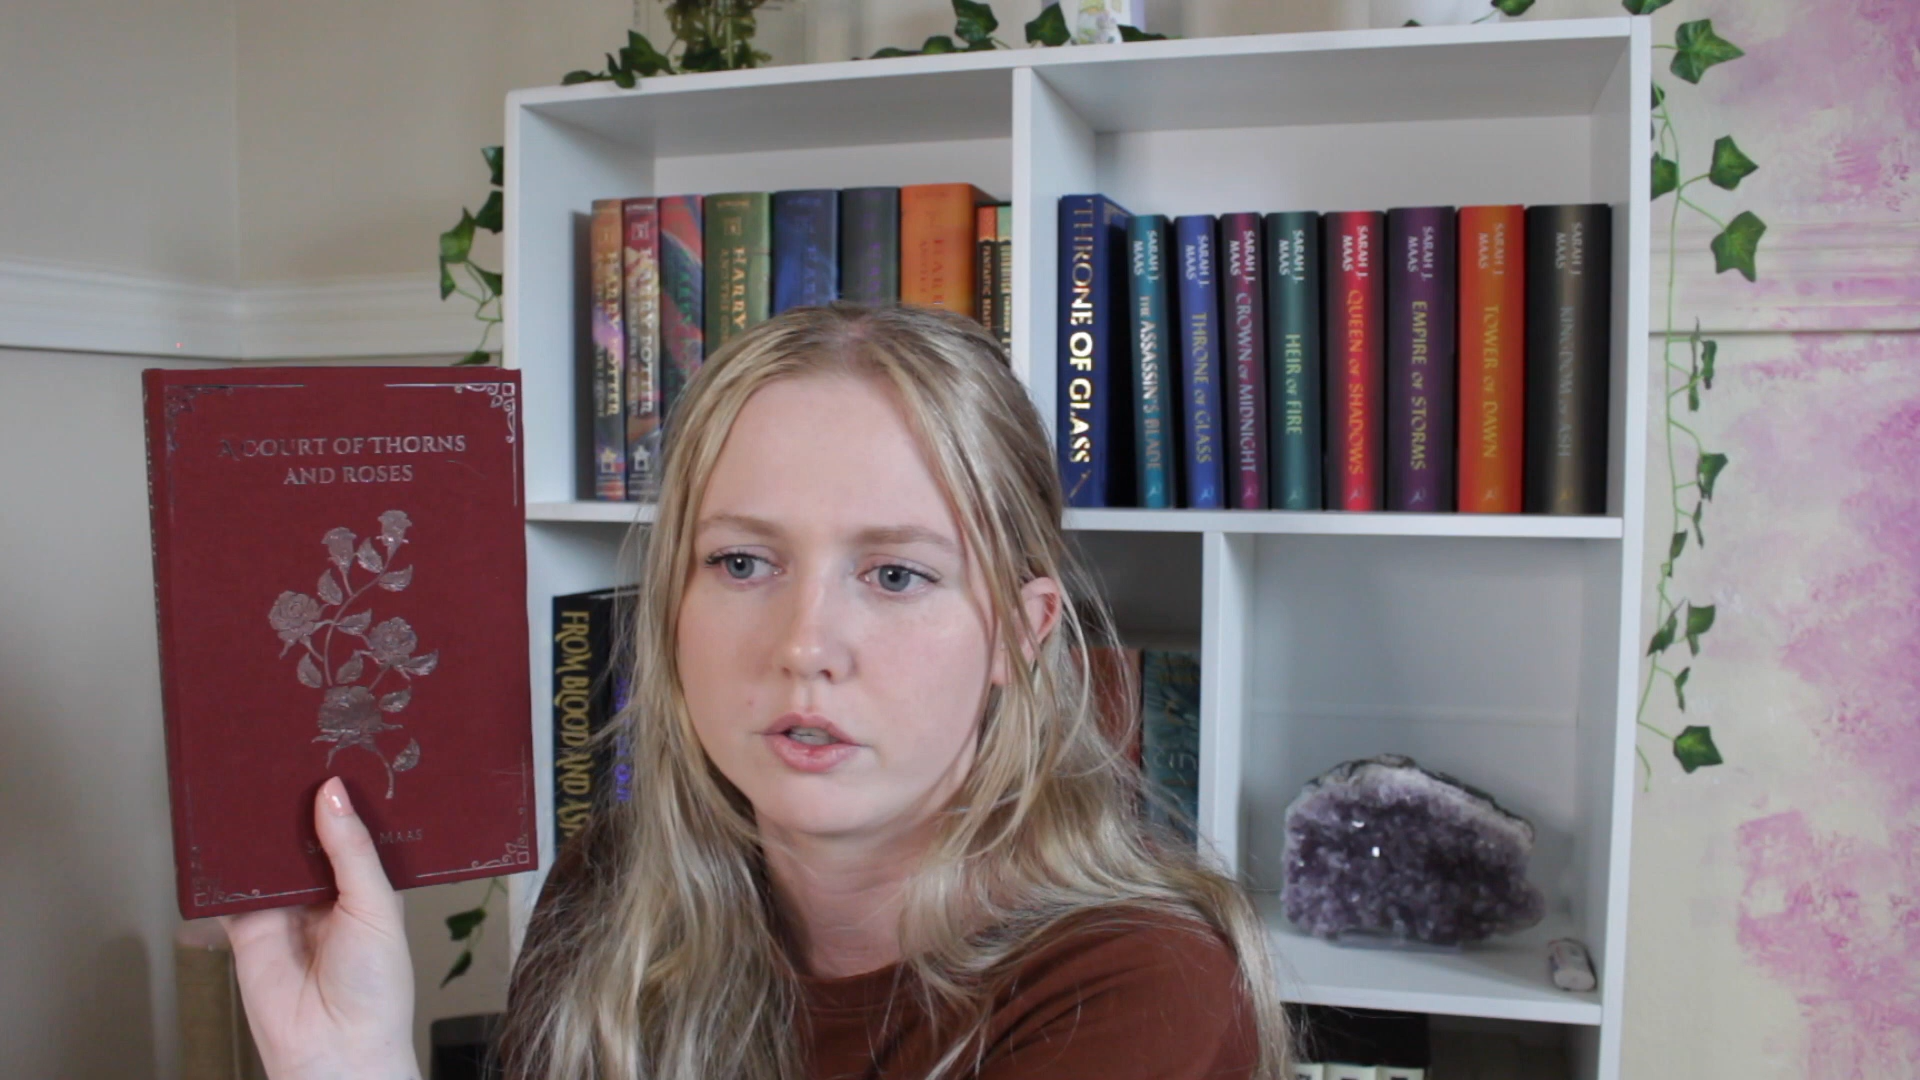 A COURT OF THORNS
AND ROSES
MAAS
HARRY POTTER
HARRY POTTER
HARRY
FANTASTIC BEASTS
THRONE OF GLASS
SARAH J. MAAS THE ASSASSIN'S BLADE
SARAH J. MAAS THRONE OF GLASS
SARAH J. MAAS CROWN OF MIDNIGHT
SARAH J. MAAS HEIR OF FIRE
SARAH J. MAAS QUEEN OF SHADOWS
SARAH J. MAAS EMPIRE OF STORMS
SARAH J. MAAS TOWER OF DAWN
SARAH J. MAAS KINGDOM OF ASH
FROM BLOOD AND ASH